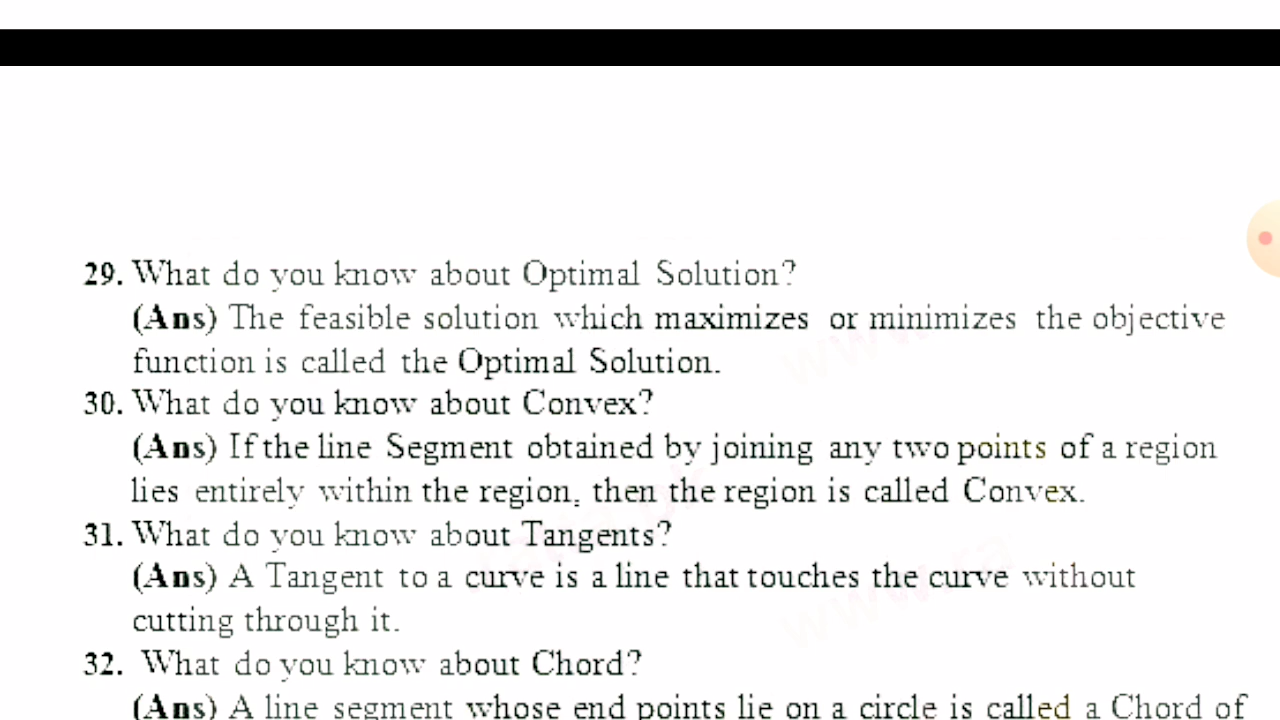 29. What do you know about Optimal Solution?
(Ans) The feasible solution which maximizes or minimizes the objective
function is called the Optimal Solution.
30. What do you know about Convex?
(Ans) If the line Segment obtained by joining any two points of a region
lies entirely within the region, then the region is called Convex.
31. What do you know about Tangents?
(Ans) A Tangent to a curve is a line that touches the curve without
cutting through it.
32. What do you know about Chord?
(Ans) A line segment whose end points lie on a circle is called a Chord of